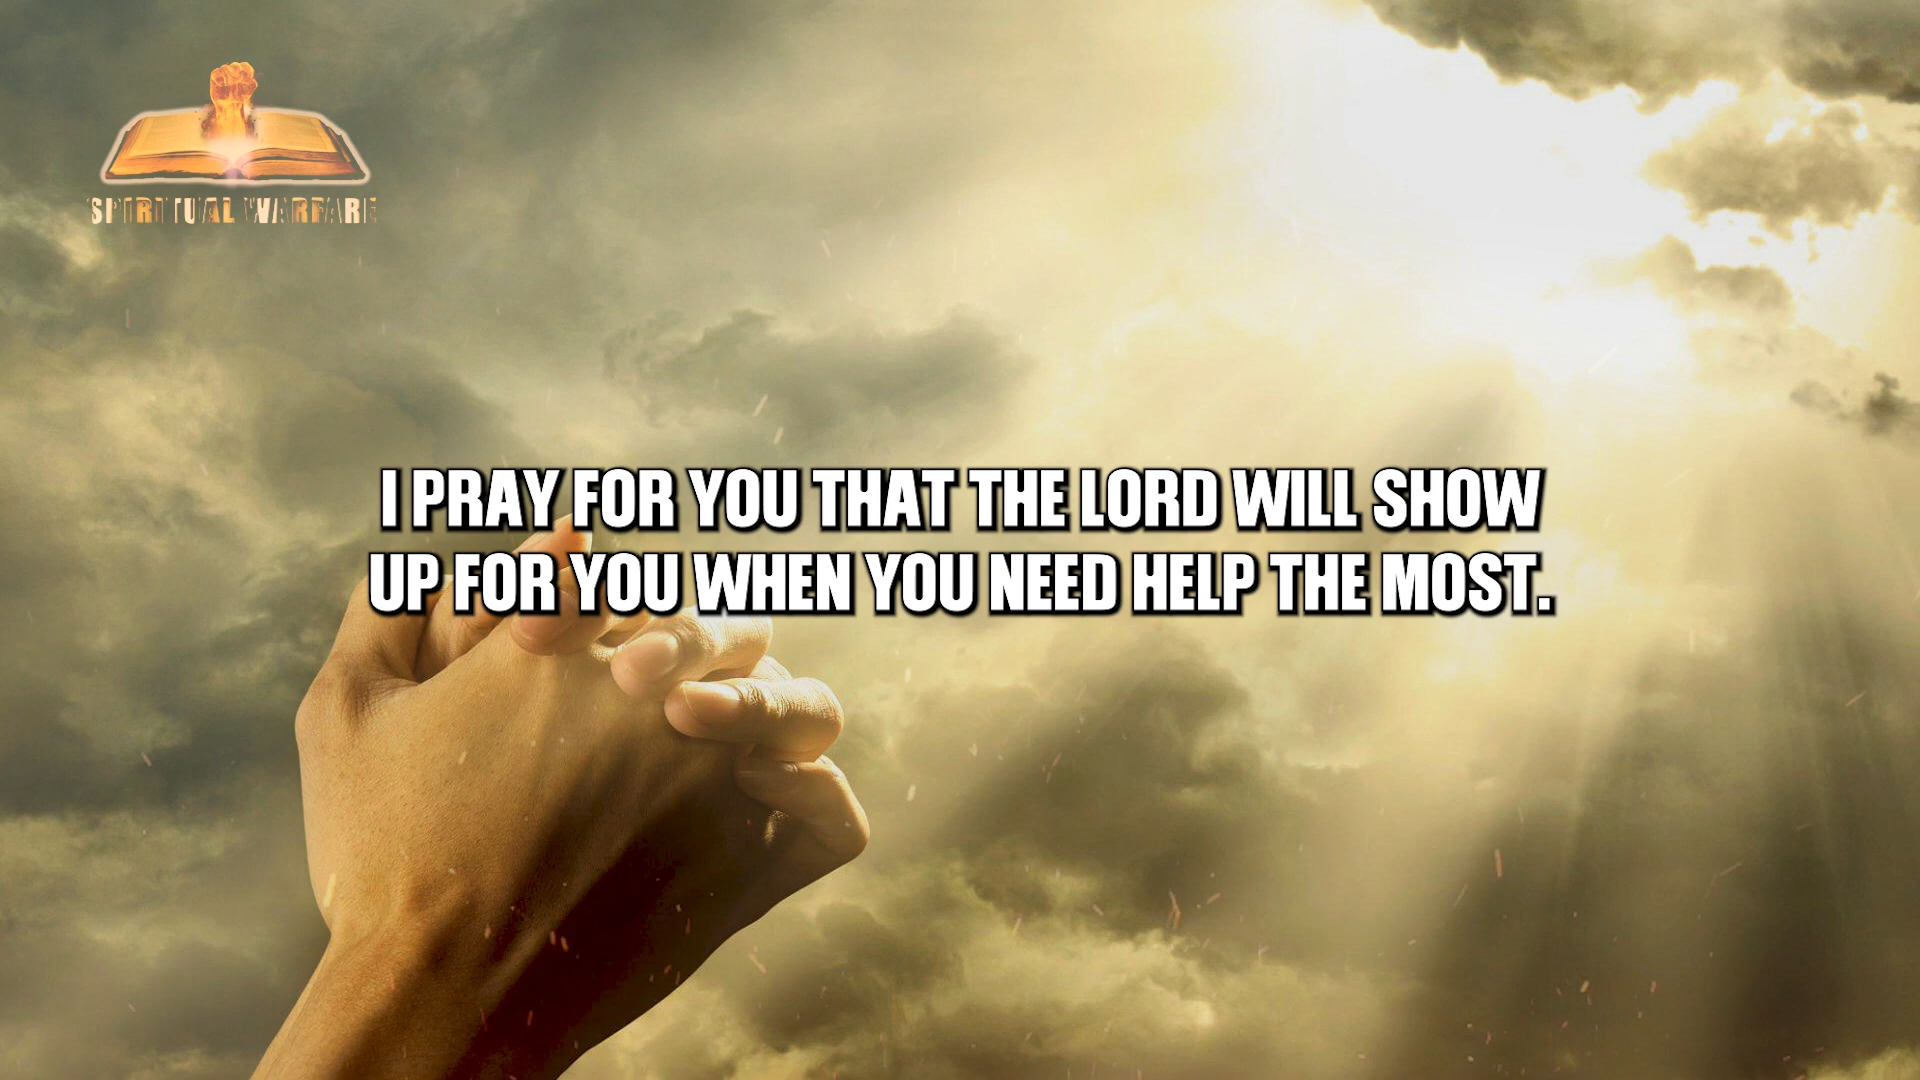 SPIRITUAL WARFARE
I PRAY FOR YOU THAT THE LORD WILL SHOW
UP FOR YOU WHEN YOU NEED HELP THE MOST.